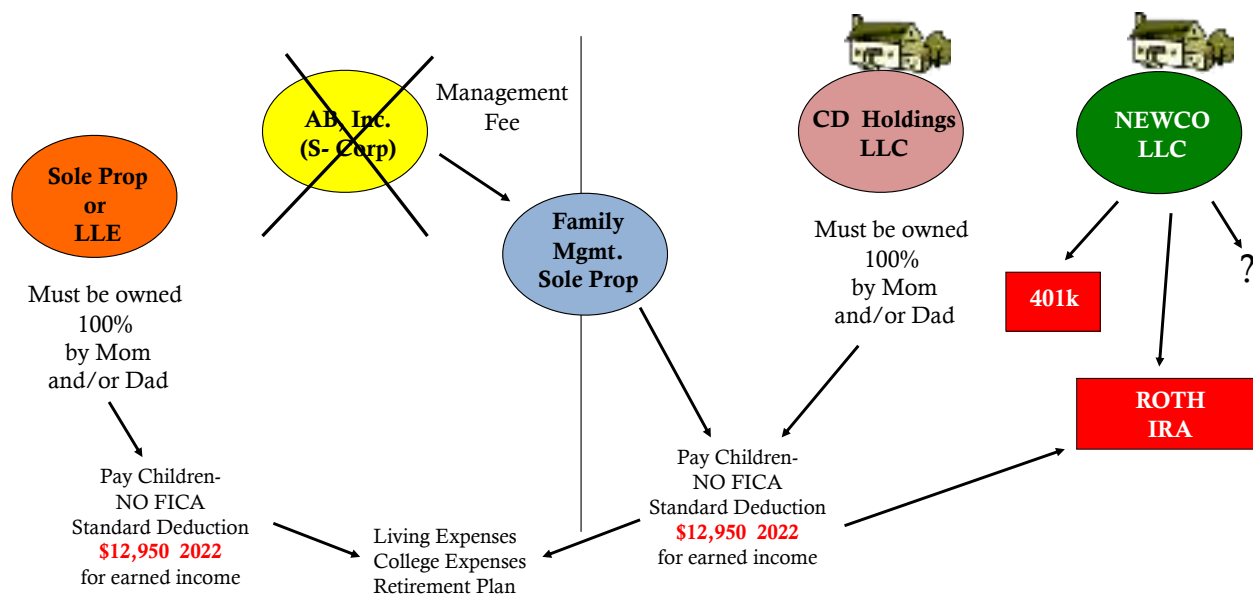 Sole Prop
or
LLE
Must be owned
100%
by Mom
and/or Dad
Pay Children-
NO FICA
Standard Deduction
$12,950 2022
for earned income
AB, Inc.
(S- Corp)
Management
Fee
Family
Mgmt.
Sole Prop
Living Expenses
College Expenses
Retirement Plan
CD Holdings
LLC
Must be owned
100%
by Mom
and/or Dad
Pay Children-
NO FICA
Standard Deduction
$12,950 2022
for earned income
NEWCO
LLC
401k
?
ROTH
IRA